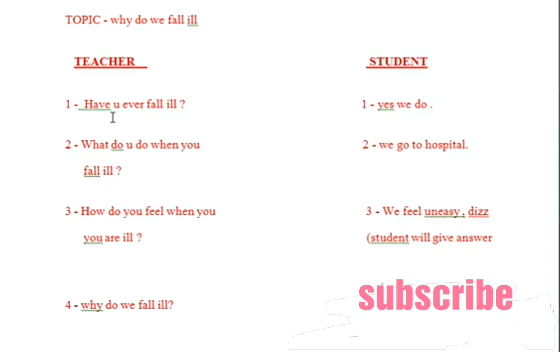 TOPIC - why do we fall ill
TEACHER STUDENT
1 - Have u ever fall ill ? 1 - yes we do .
2 - What do u do when you 2 - we go to hospital.
fall ill ?
3 - How do you feel when you 3 - We feel uneasy , dizz
you are ill ? (student will give answer
4 - why do we fall ill?
subscribe